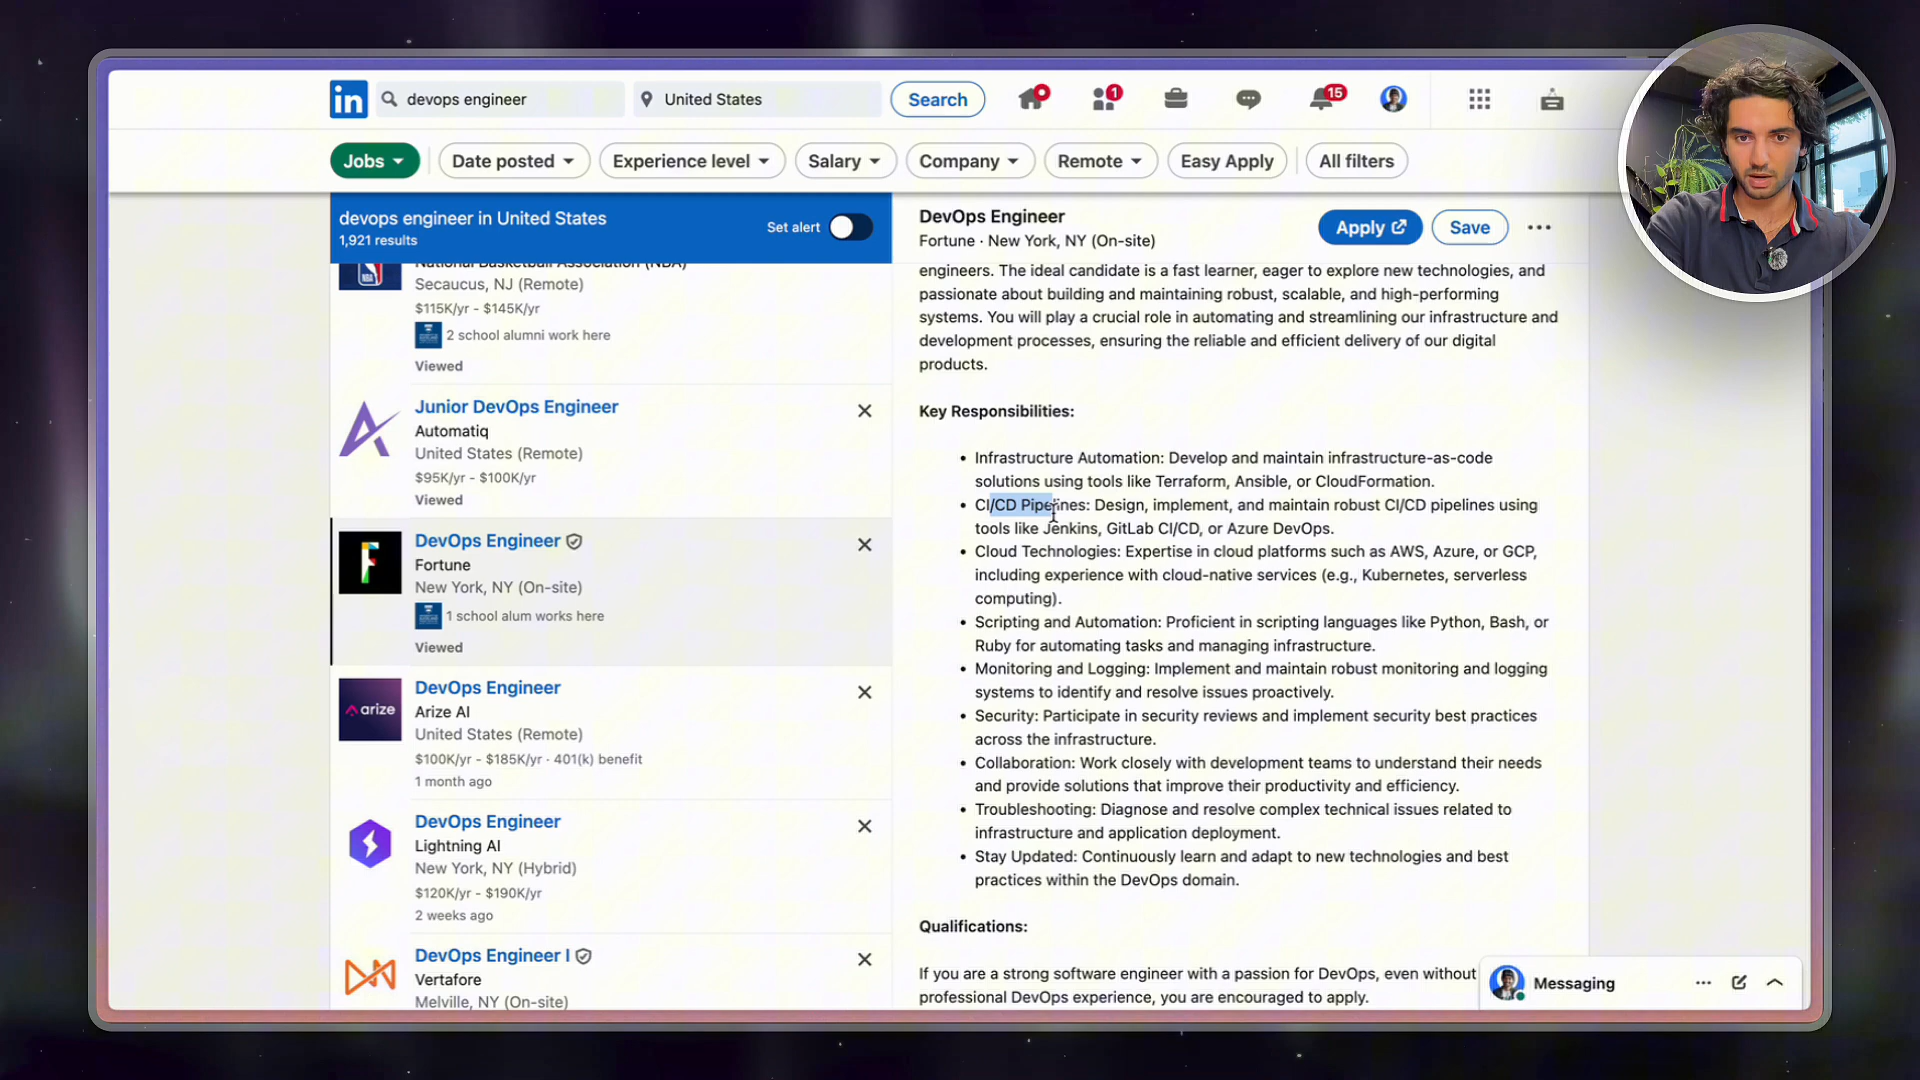 in
devops engineer
United States
Search
1
15
Jobs
Date posted
Experience level
Salary
Company
Remote
Easy Apply
All filters
devops engineer in United States
1,921 results
Set alert
National Basketball Association (NBA)
Secaucus, NJ (Remote)
$115K/yr - $145K/yr
2 school alumni work here
Viewed
Junior DevOps Engineer
Automatiq
United States (Remote)
$95K/yr - $100K/yr
Viewed
DevOps Engineer
Fortune
New York, NY (On-site)
1 school alum works here
Viewed
arize
DevOps Engineer
Arize AI
United States (Remote)
$100K/yr - $185K/yr · 401(k) benefit
1 month ago
DevOps Engineer
Lightning AI
New York, NY (Hybrid)
$120K/yr - $190K/yr
2 weeks ago
DevOps Engineer I
Vertafore
Melville, NY (On-site)
DevOps Engineer
Fortune · New York, NY (On-site)
Apply
Save
engineers. The ideal candidate is a fast learner, eager to explore new technologies, and
passionate about building and maintaining robust, scalable, and high-performing
systems. You will play a crucial role in automating and streamlining our infrastructure and
development processes, ensuring the reliable and efficient delivery of our digital
products.
Key Responsibilities:
• Infrastructure Automation: Develop and maintain infrastructure-as-code
solutions using tools like Terraform, Ansible, or CloudFormation.
• CI/CD Pipelines: Design, implement, and maintain robust CI/CD pipelines using
tools like Jenkins, GitLab CI/CD, or Azure DevOps.
• Cloud Technologies: Expertise in cloud platforms such as AWS, Azure, or GCP,
including experience with cloud-native services (e.g., Kubernetes, serverless
computing).
• Scripting and Automation: Proficient in scripting languages like Python, Bash, or
Ruby for automating tasks and managing infrastructure.
• Monitoring and Logging: Implement and maintain robust monitoring and logging
systems to identify and resolve issues proactively.
• Security: Participate in security reviews and implement security best practices
across the infrastructure.
• Collaboration: Work closely with development teams to understand their needs
and provide solutions that improve their productivity and efficiency.
• Troubleshooting: Diagnose and resolve complex technical issues related to
infrastructure and application deployment.
• Stay Updated: Continuously learn and adapt to new technologies and best
practices within the DevOps domain.
Qualifications:
If you are a strong software engineer with a passion for DevOps, even without
professional DevOps experience, you are encouraged to apply.
Messaging